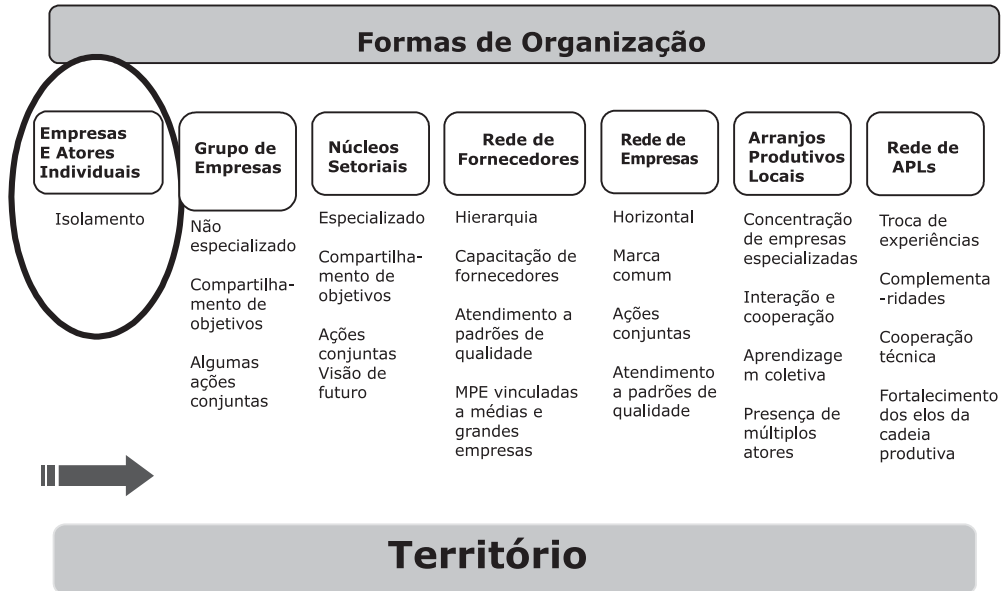 Formas de Organização
Empresas
E Atores
Individuais
Isolamento
Grupo de
Empresas
Não
especializado
Compartilha-
mento de
objetivos
Algumas
ações
conjuntas
Núcleos
Setoriais
Especializado
Compartilha-
mento de
objetivos
Ações
conjuntas
Visão de
futuro
Rede de
Fornecedores
Hierarquia
Capacitação de
fornecedores
Atendimento a
padrões de
qualidade
MPE vinculadas
a médias e
grandes
empresas
Rede de
Empresas
Horizontal
Marca
comum
Ações
conjuntas
Atendimento
a padrões de
qualidade
Arranjos
Produtivos
Locais
Concentração
de empresas
especializadas
Interação e
cooperação
Aprendizage
m coletiva
Presença de
múltiplos
atores
Rede de
APLs
Troca de
experiências
Complementa
-ridades
Cooperação
técnica
Fortalecimento
dos elos da
cadeia
produtiva
Território